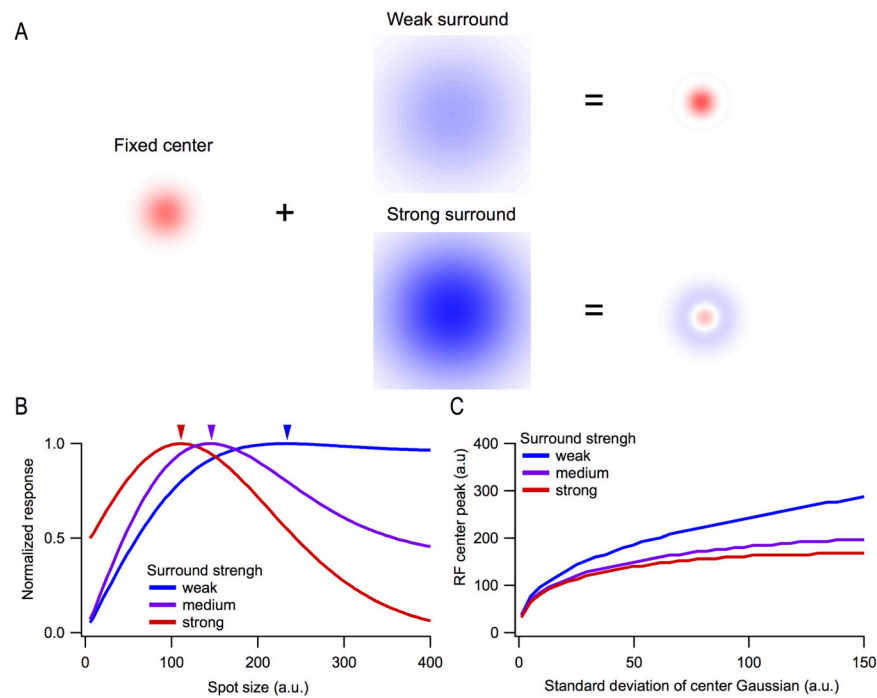 A
Weak surround
=
Fixed center
+
Strong surround
=
B
1.0
0.5
0.0
Normalized response
Surround strengh
weak
medium
strong
0
100
200
300
400
Spot size (a.u.)
C
400
300
200
100
0
RF center peak (a.u)
Surround strengh
weak
medium
strong
0
50
100
150
Standard deviation of center Gaussian (a.u.)